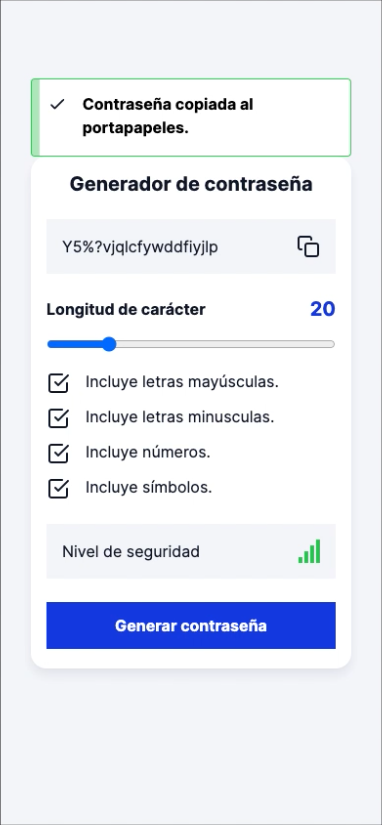 Contraseña copiada al
portapapeles.
Generador de contraseña
Y5%?vjqlcfywddfiyjlp
Longitud de carácter 20
Incluye letras mayúsculas.
Incluye letras minusculas.
Incluye números.
Incluye símbolos.
Nivel de seguridad
Generar contraseña